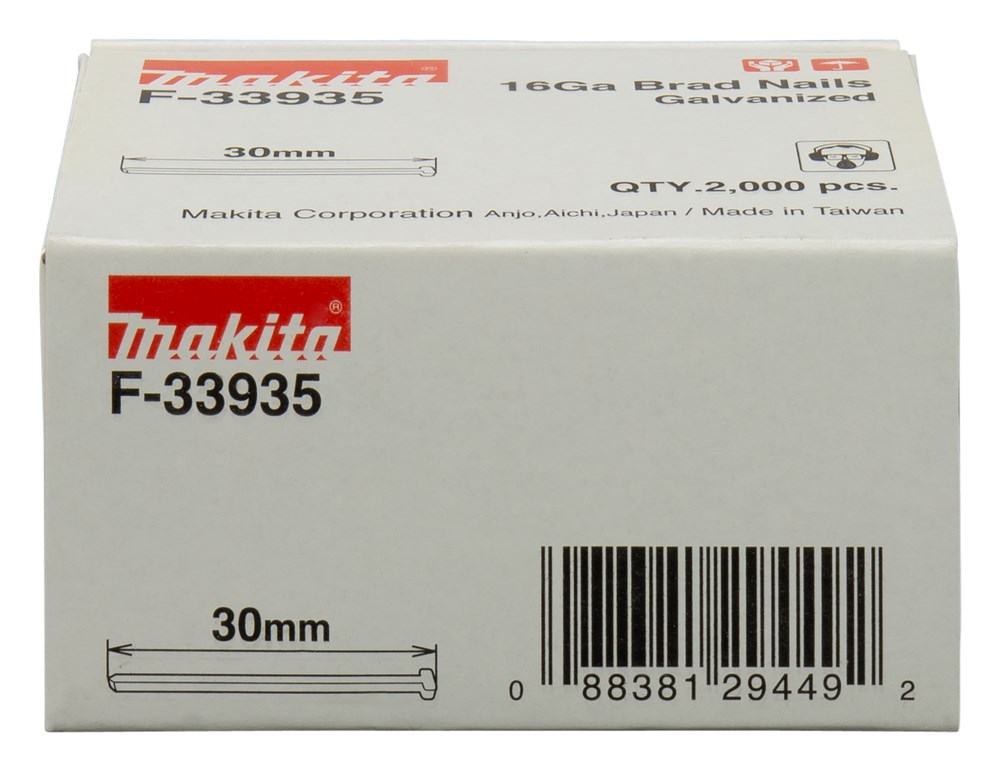 makita ®
F-33935
16Ga Brad Nails
Galvanized
30mm
QTY.2,000 pcs.
Makita Corporation Anjo,Aichi,Japan / Made in Taiwan
makita ®
F-33935
30mm
0 88381 29449 2